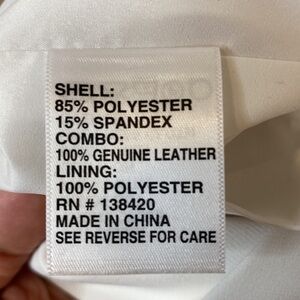 SHELL:
85% POLYESTER
15% SPANDEX
COMBO:
100% GENUINE LEATHER
LINING:
100% POLYESTER
RN # 138420
MADE IN CHINA
SEE REVERSE FOR CARE